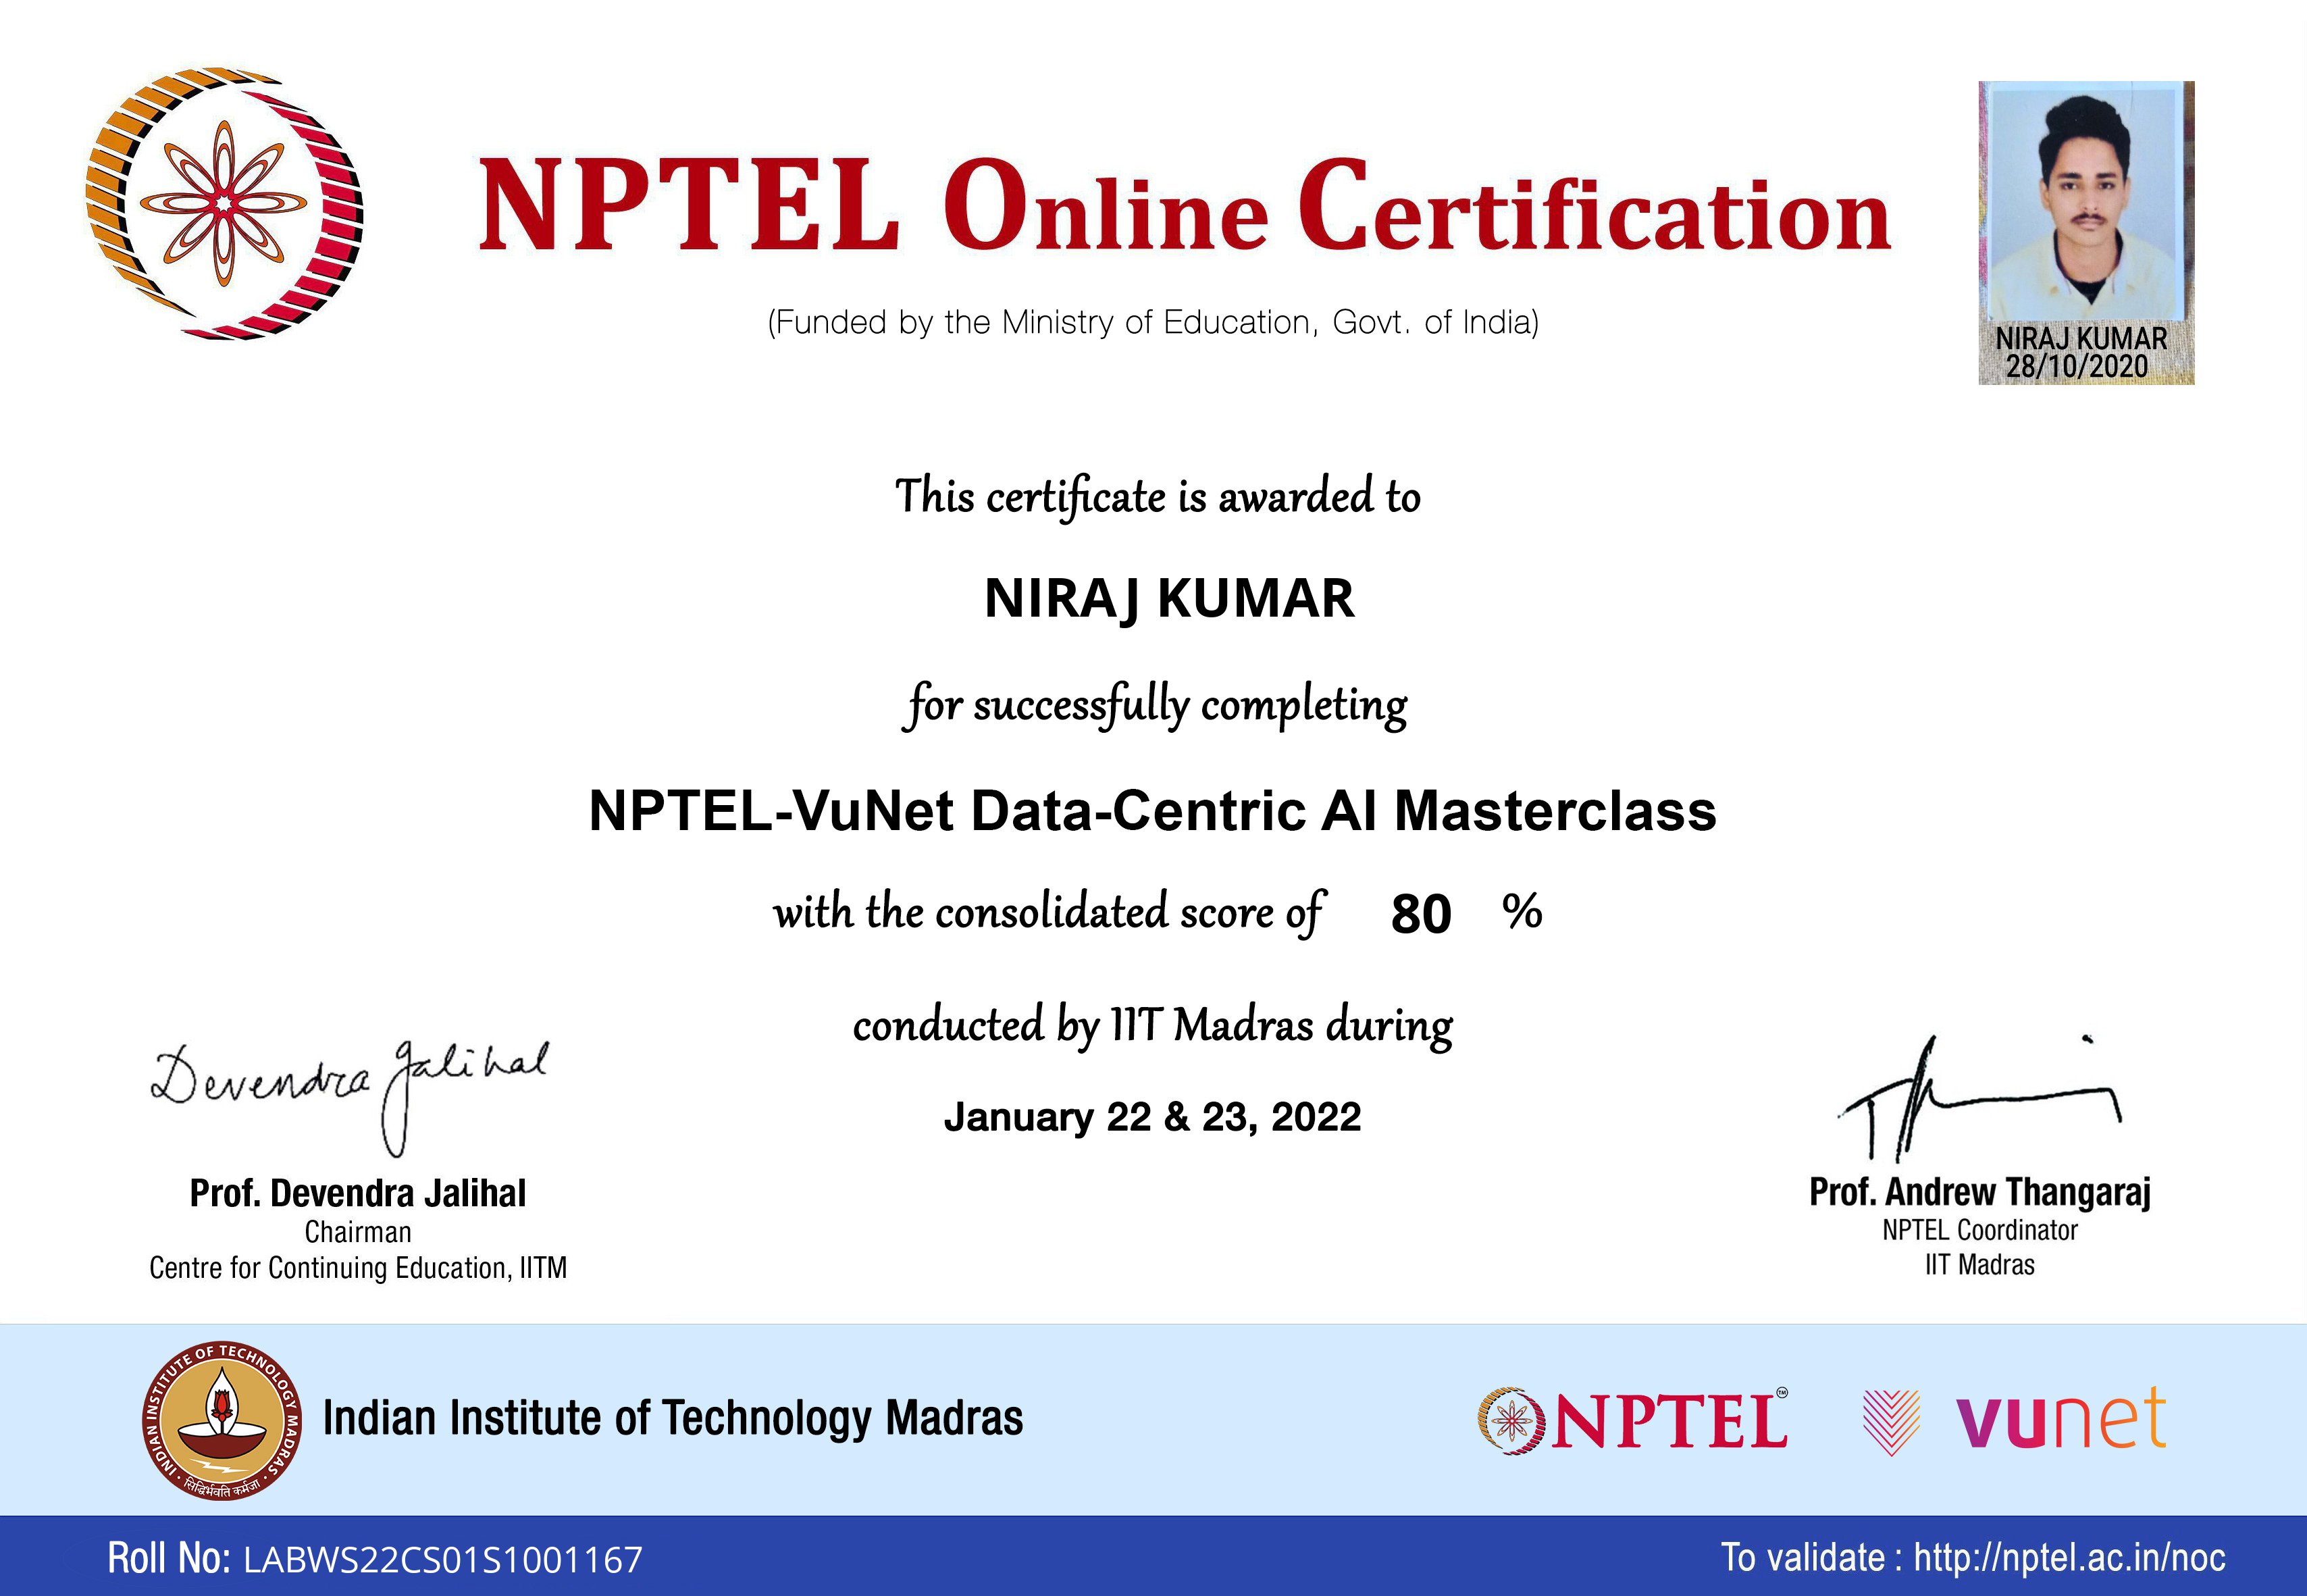 NPTEL Online Certification
(Funded by the Ministry of Education, Govt. of India)
NIRAJ KUMAR
28/10/2020
This certificate is awarded to
NIRAJ KUMAR
for successfully completing
NPTEL-VuNet Data-Centric AI Masterclass
with the consolidated score of 80 %
conducted by IIT Madras during
January 22 & 23, 2022
Devendra Jalihal
Prof. Devendra Jalihal
Chairman
Centre for Continuing Education, IITM
Prof. Andrew Thangaraj
NPTEL Coordinator
IIT Madras
INDIAN INSTITUTE OF TECHNOLOGY MADRAS
सिद्धिर्भवति कर्मजा
Indian Institute of Technology Madras
NPTEL™
vunet
Roll No: LABWS22CS01S1001167
To validate : http://nptel.ac.in/noc